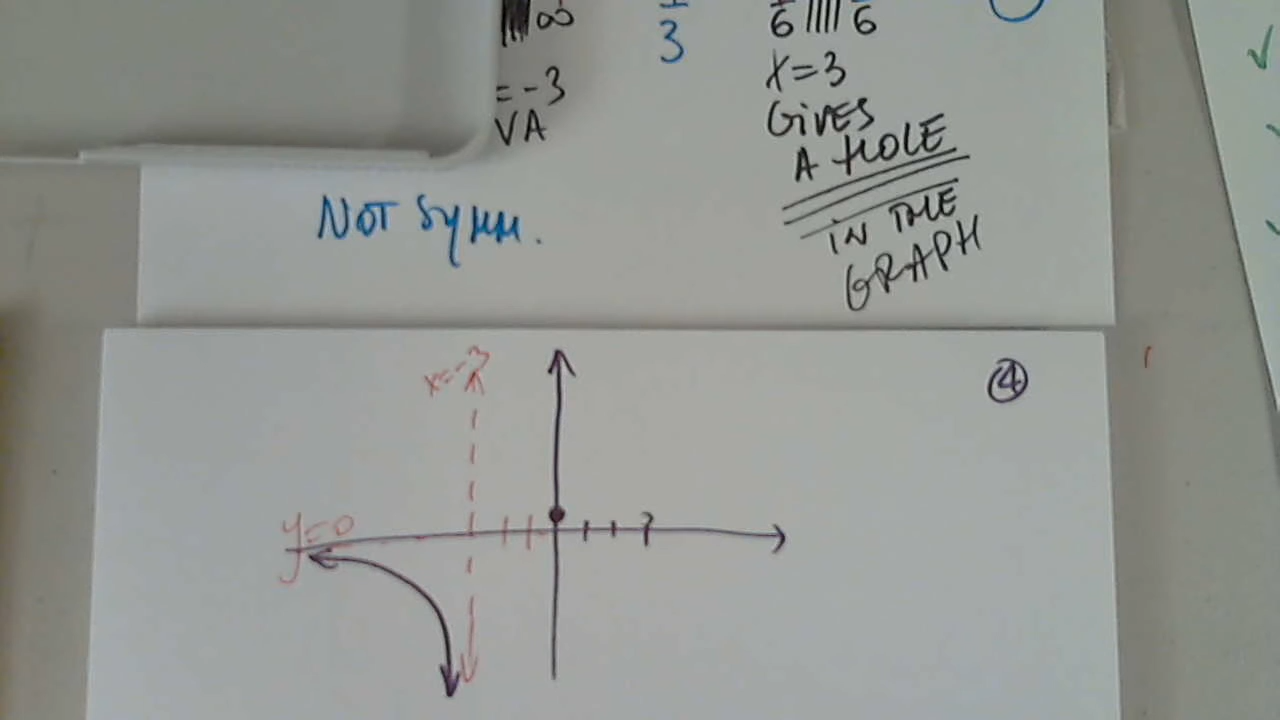 ∞
= -3
VA
3
6 |||| 6
X=3
GIVES
A HOLE
IN THE
GRAPH
NOT SYMM.
4
x=-3
y=0